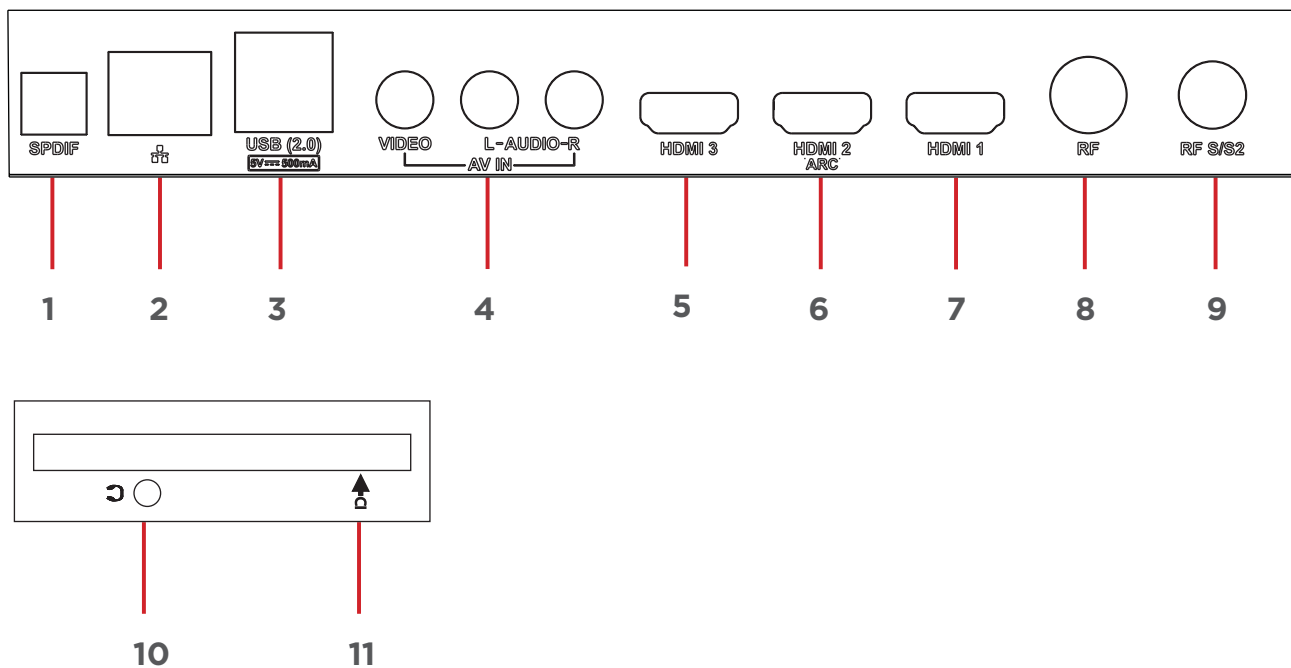 SPDIF
USB (2.0)
5V⎓500mA
VIDEO L-AUDIO-R
AV IN
HDMI 3
HDMI 2
ARC
HDMI 1
RF
RF S/S2
1 2 3 4 5 6 7 8 9
CI
10 11